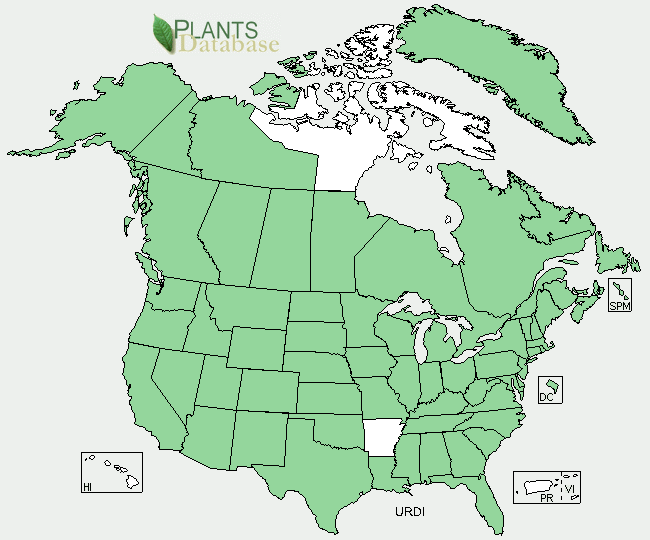 PLANTS
Database
SPM
DC
HI
PR
VI
URDI